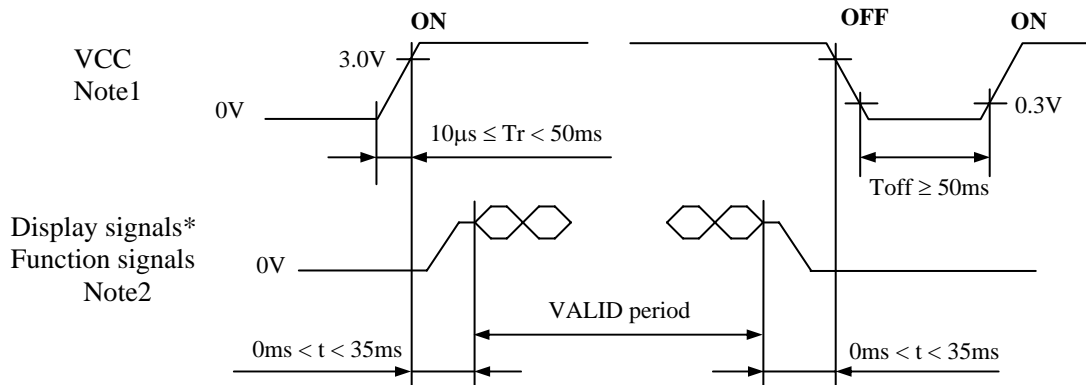 ON
OFF
ON
VCC
Note1
3.0V
0V
0.3V
10μs ≤ Tr < 50ms
Toff ≥ 50ms
Display signals*
Function signals
Note2
0V
VALID period
0ms < t < 35ms
0ms < t < 35ms